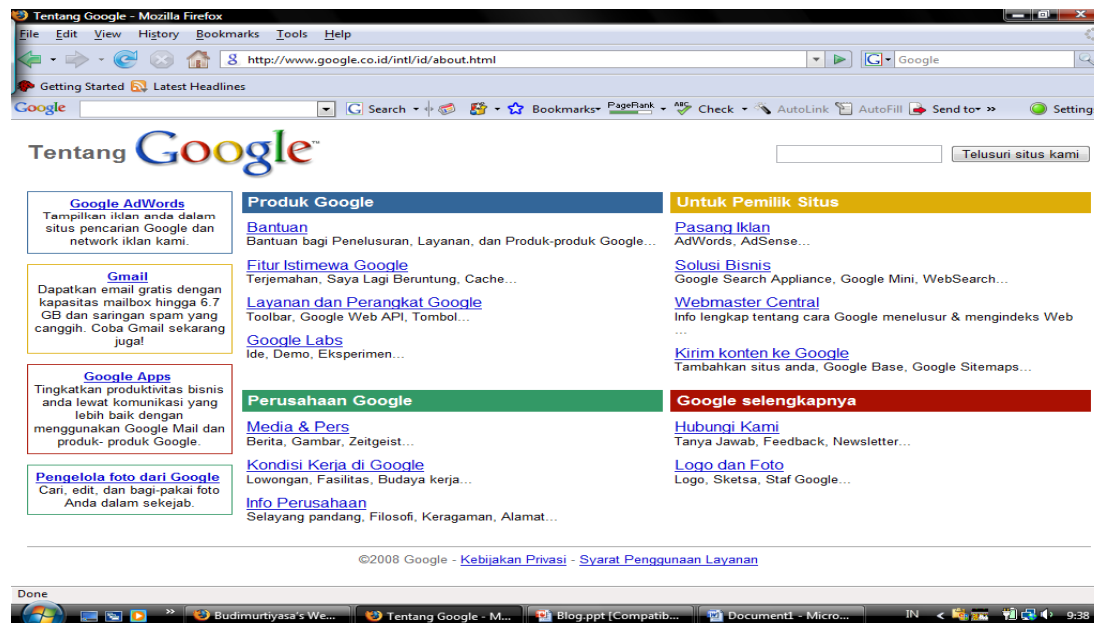 Tentang Google - Mozilla Firefox
File Edit View History Bookmarks Tools Help
http://www.google.co.id/intl/id/about.html
Google
Getting Started Latest Headlines
Google Search Bookmarks PageRank Check AutoLink AutoFill Send to Setting
Tentang Google™
Telusuri situs kami
Google AdWords
Tampilkan iklan anda dalam
situs pencarian Google dan
network iklan kami.
Gmail
Dapatkan email gratis dengan
kapasitas mailbox hingga 6.7
GB dan saringan spam yang
canggih. Coba Gmail sekarang
juga!
Google Apps
Tingkatkan produktivitas bisnis
anda lewat komunikasi yang
lebih baik dengan
menggunakan Google Mail dan
produk- produk Google.
Pengelola foto dari Google
Cari, edit, dan bagi-pakai foto
Anda dalam sekejab.
Produk Google
Bantuan
Bantuan bagi Penelusuran, Layanan, dan Produk-produk Google...
Fitur Istimewa Google
Terjemahan, Saya Lagi Beruntung, Cache...
Layanan dan Perangkat Google
Toolbar, Google Web API, Tombol...
Google Labs
Ide, Demo, Eksperimen...
Untuk Pemilik Situs
Pasang Iklan
AdWords, AdSense...
Solusi Bisnis
Google Search Appliance, Google Mini, WebSearch...
Webmaster Central
Info lengkap tentang cara Google menelusur & mengindeks Web
...
Kirim konten ke Google
Tambahkan situs anda, Google Base, Google Sitemaps...
Perusahaan Google
Media & Pers
Berita, Gambar, Zeitgeist...
Kondisi Kerja di Google
Lowongan, Fasilitas, Budaya kerja...
Info Perusahaan
Selayang pandang, Filosofi, Keragaman, Alamat...
Google selengkapnya
Hubungi Kami
Tanya Jawab, Feedback, Newsletter...
Logo dan Foto
Logo, Sketsa, Staf Google...
©2008 Google - Kebijakan Privasi - Syarat Penggunaan Layanan
Done
Budimurtiyasa's We... Tentang Google - M... Blog.ppt [Compatib... Document1 - Micro... IN 9:38